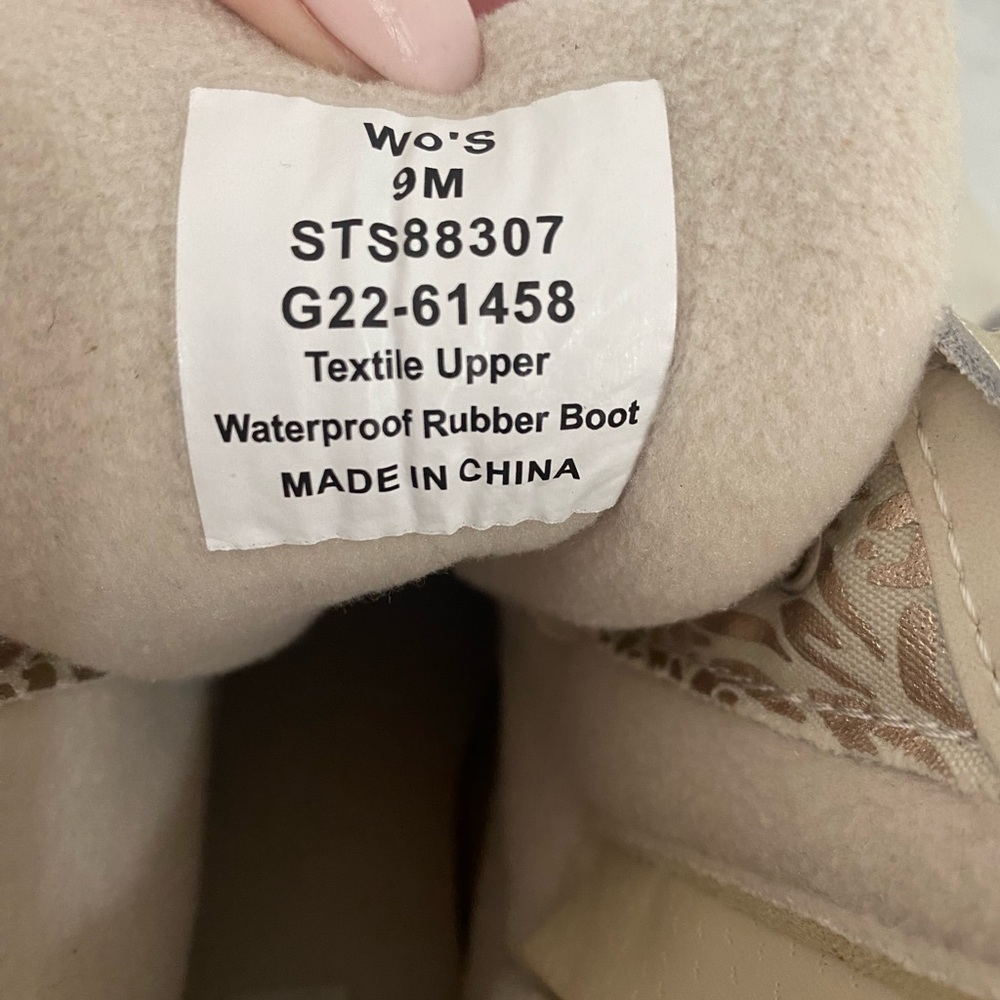 Wo's
9M
STS88307
G22-61458
Textile Upper
Waterproof Rubber Boot
MADE IN CHINA